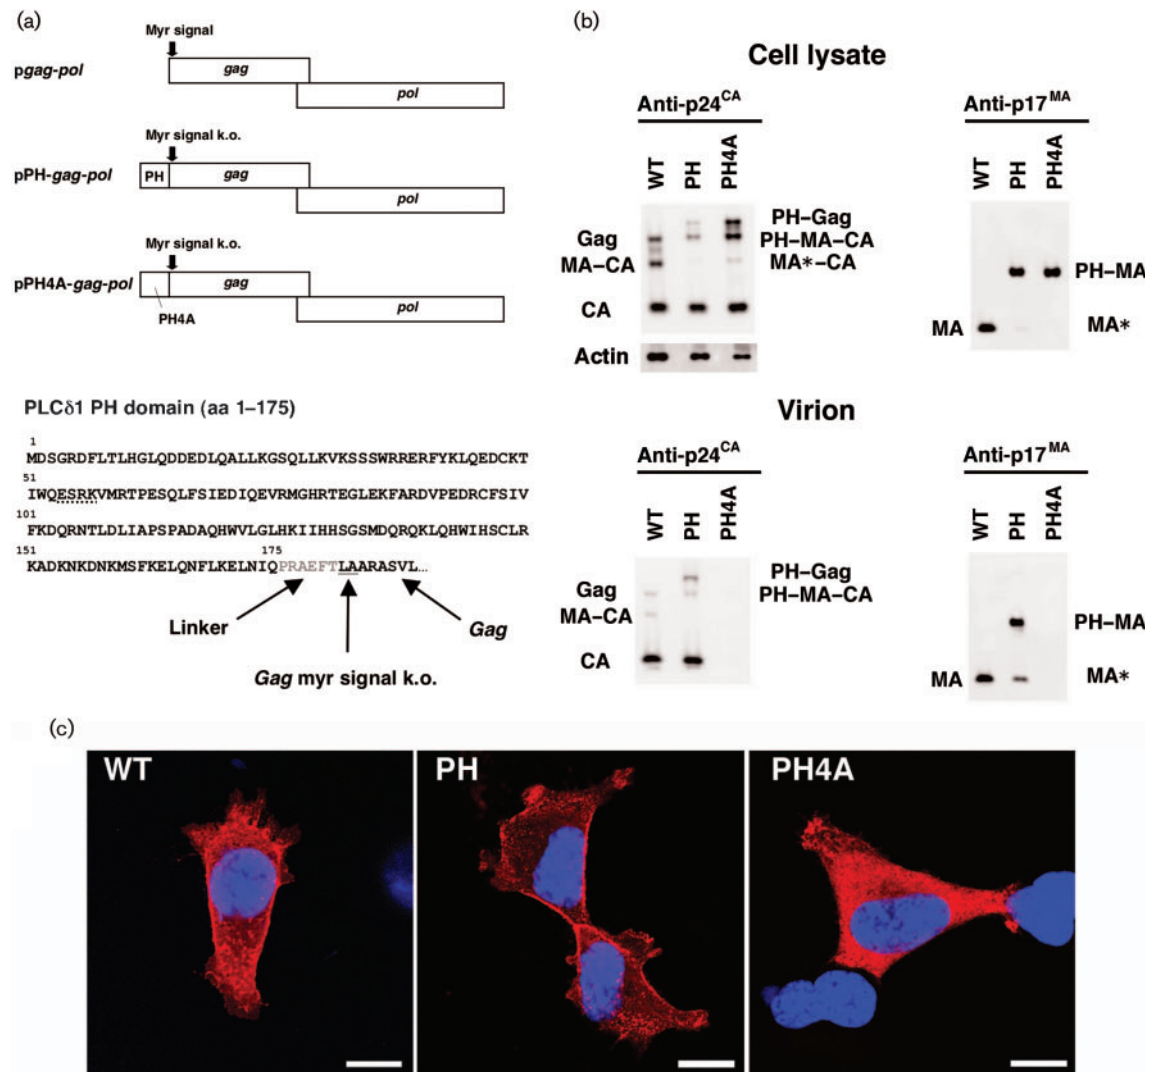 (a)
Myr signal
pgag-pol
gag
pol
Myr signal k.o.
pPH-gag-pol
PH
gag
pol
Myr signal k.o.
pPH4A-gag-pol
gag
pol
PH4A
PLCδ1 PH domain (aa 1–175)
1
MDSGRDFLTLHGLQDDEDLQALLKGSQLLKVKSSSWRRERFYKLQEDCKT
51
IWQESRKVMRTPESQLFSIEDIQEVRMGHRTEGLEKFARDVPEDRCFSIV
101
FKDQRNTLDLIAPSPADAQHWVLGLHKIIHHSGSMDQRQKLQHWIHSCLR
151 175
KADKNKDNKMSFKELQNFLKELNIQPRAEFTLAARASVL...
Linker
Gag
Gag myr signal k.o.
(b)
Cell lysate
Anti-p24CA
WT PH PH4A
Gag
MA–CA
CA
Actin
PH–Gag
PH–MA–CA
MA*–CA
Anti-p17MA
WT PH PH4A
MA
PH–MA
MA*
Virion
Anti-p24CA
WT PH PH4A
Gag
MA–CA
CA
PH–Gag
PH–MA–CA
Anti-p17MA
WT PH PH4A
MA
PH–MA
MA*
(c)
WT
PH
PH4A